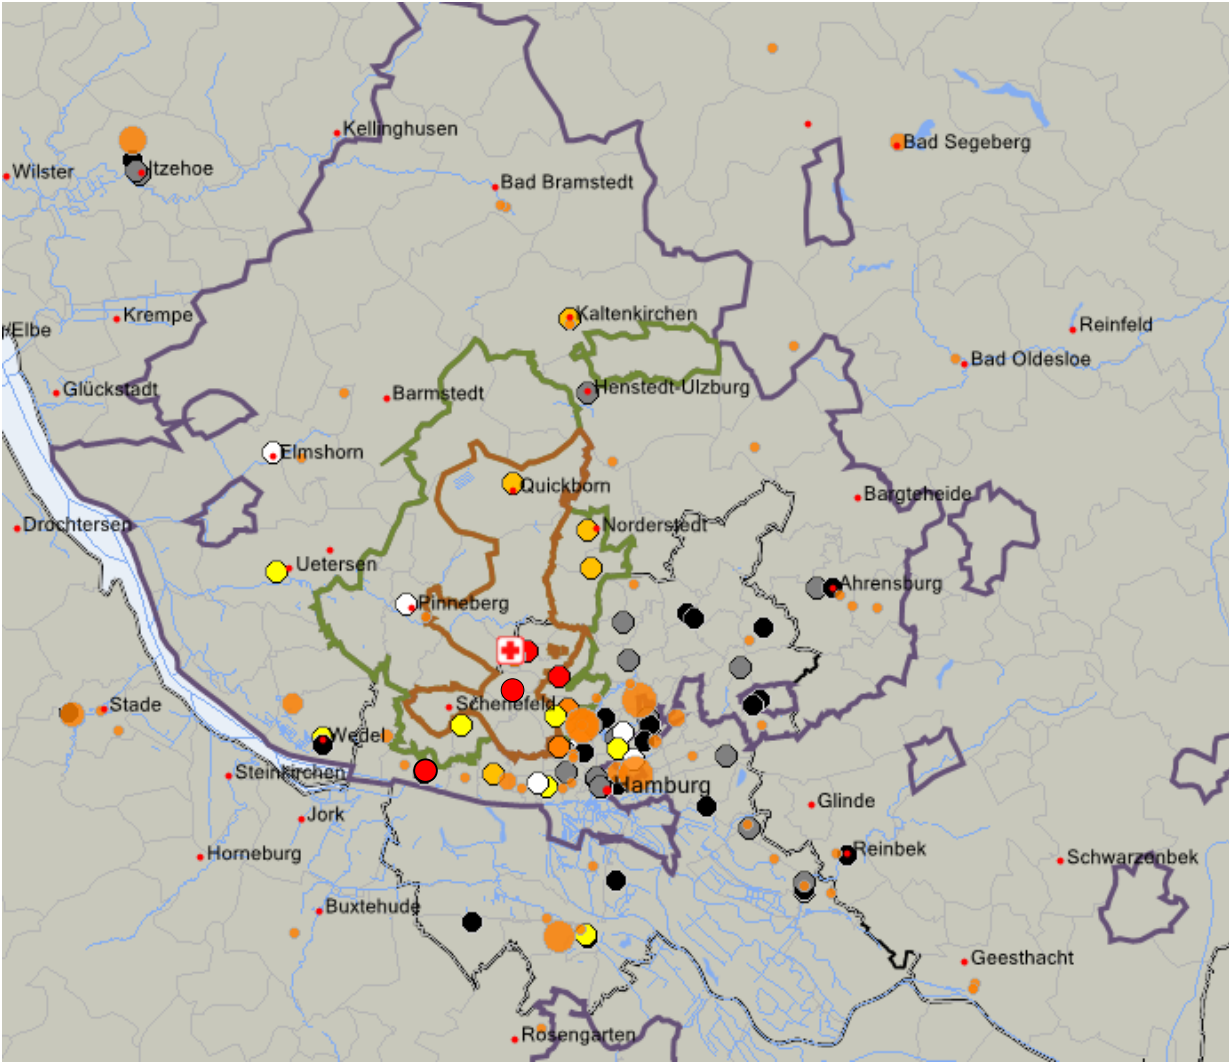 Kellinghusen
Bad Segeberg
Wilster
Itzehoe
Bad Bramstedt
Krempe
Kaltenkirchen
/Elbe
Reinfeld
Bad Oldesloe
Glückstadt
Barmstedt
Henstedt-Ulzburg
Elmshorn
Quickborn
Bargteheide
Drochtersen
Norderstedt
Uetersen
Ahrensburg
Pinneberg
Stade
Schenefeld
Wedel
Steinkirchen
Hamburg
Glinde
Jork
Reinbek
Horneburg
Schwarzenbek
Buxtehude
Geesthacht
Rosengarten